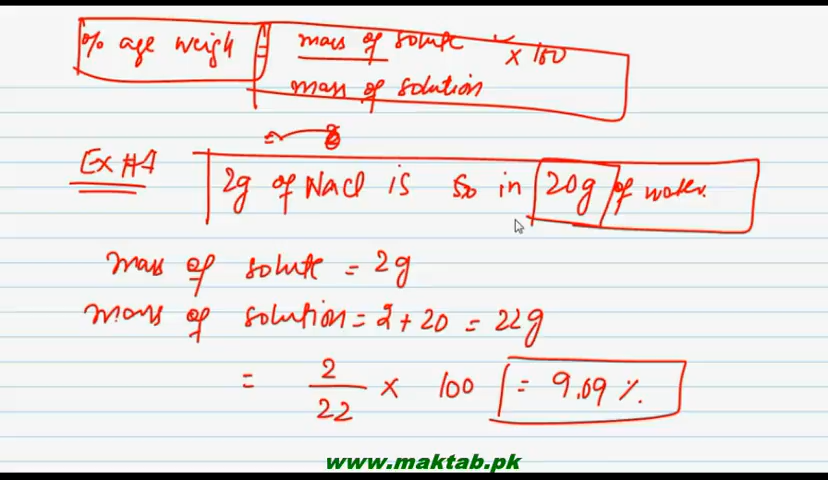 % age weigh = mass of solute × 100
mass of solution
Ex #1 2g of NaCl is so in 20g of water.
mass of solute = 2g
mass of solution = 2 + 20 = 22g
= 2 × 100 = 9.09 %.
22
www.maktab.pk